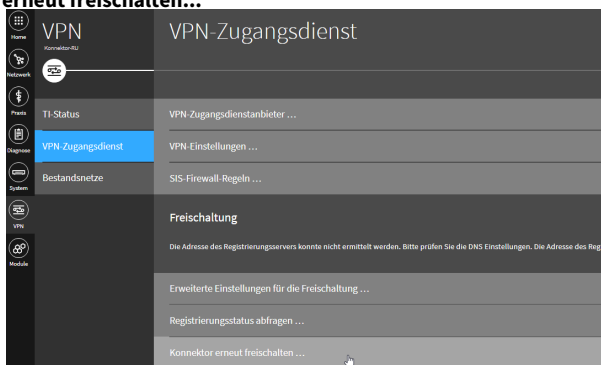 erneut freischalten...
Home
VPN
Konnektor-RU
VPN-Zugangsdienst
Netzwerk
Praxis
TI-Status
VPN-Zugangsdienstanbieter ...
Diagnose
VPN-Zugangsdienst
VPN-Einstellungen ...
System
Bestandsnetze
SIS-Firewall-Regeln ...
VPN
Freischaltung
Module
Die Adresse des Registrierungsservers konnte nicht ermittelt werden. Bitte prüfen Sie die DNS Einstellungen. Die Adresse des Reg
Erweiterte Einstellungen für die Freischaltung ...
Registrierungsstatus abfragen ...
Konnektor erneut freischalten ...